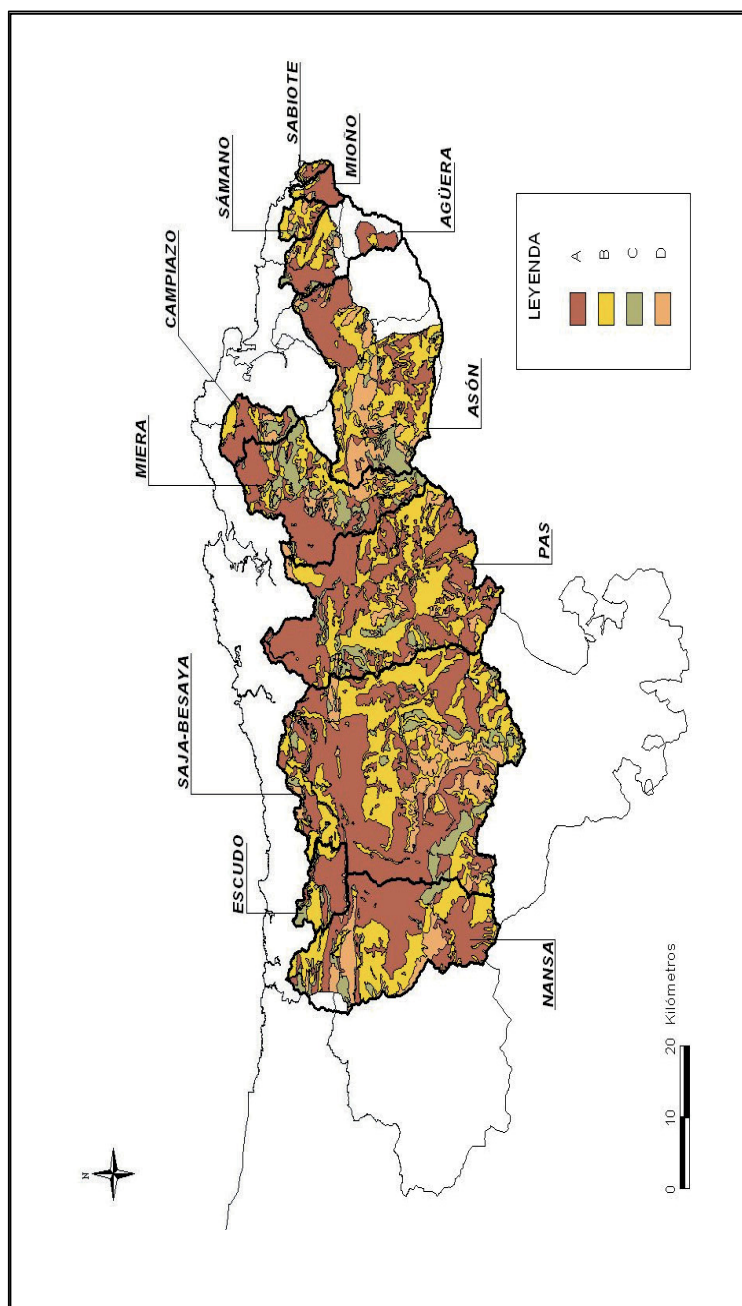 N
ESCUDO
SAJA-BESAYA
MIERA
CAMPIAZO
SÁMANO
SABIOTE
MIOÑO
AGÜERA
ASÓN
PAS
NANSA
LEYENDA
A
B
C
D
0 10 20 Kilómetros